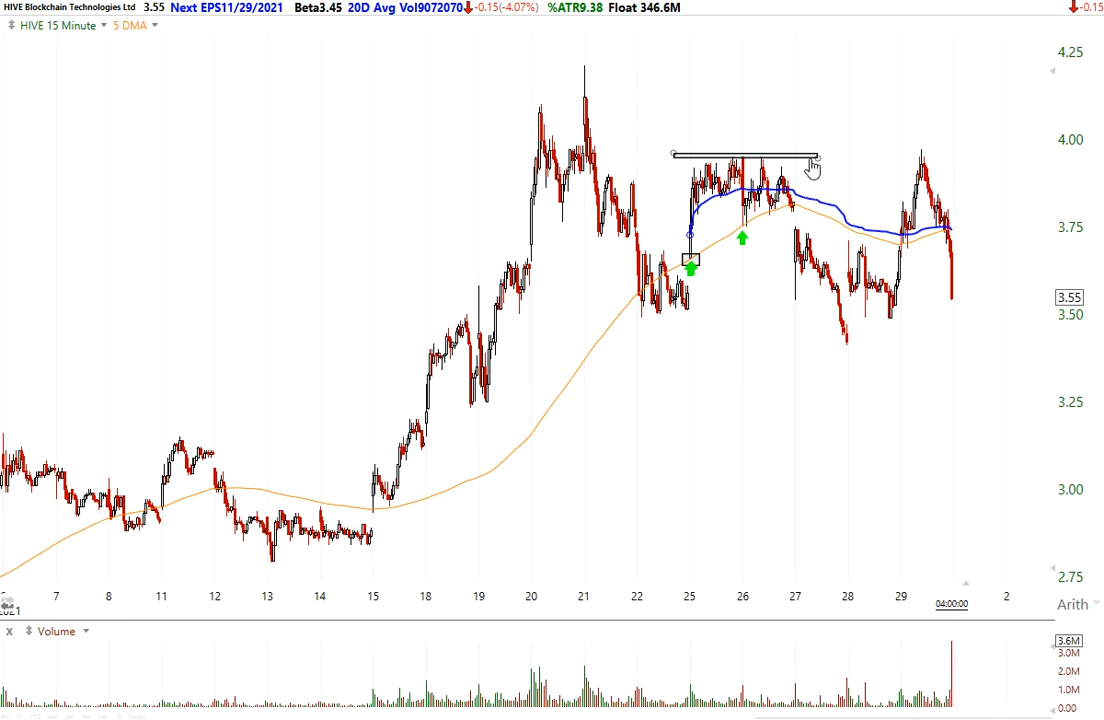 HIVE Blockchain Technologies Ltd 3.55 Next EPS11/29/2021 Beta3.45 20D Avg Vol9072070 -0.15(-4.07%) %ATR9.38 Float 346.6M -0.15
HIVE 15 Minute 5 DMA
4.25
4.00
3.75
3.55
3.50
3.25
3.00
2.75
7 8 11 12 13 14 15 18 19 20 21 22 25 26 27 28 29 2
2021 04:00:00 Arith
X Volume
3.6M
3.0M
2.0M
1.0M
0.00